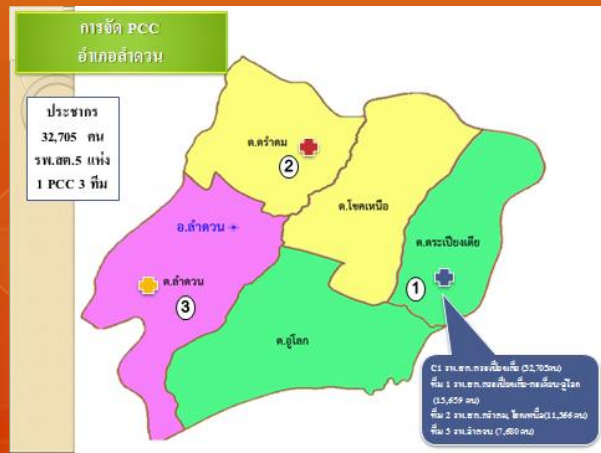 การจัด PCC
อำเภอลำดวน
ประชากร
32,705 คน
รพ.สต.5 แห่ง
1 PCC 3 ทีม
ต.ตรำดม
2
ต.โชคเหนือ
อ.ลำดวน
ต.ตระเปียงเตีย
ต.ลำดวน
3
1
ต.อู่โลก
C1 รพ.สต.ตระเปียงเตีย (32,705คน)
ทีม 1 รพ.สต.ตระเปียงเตีย-กะเลียน-อู่โลก
(13,659 คน)
ทีม 2 รพ.สต.ตรำดม, โชคเหนือ(11,366 คน)
ทีม 3 รพ.ลำดวน (7,680 คน)